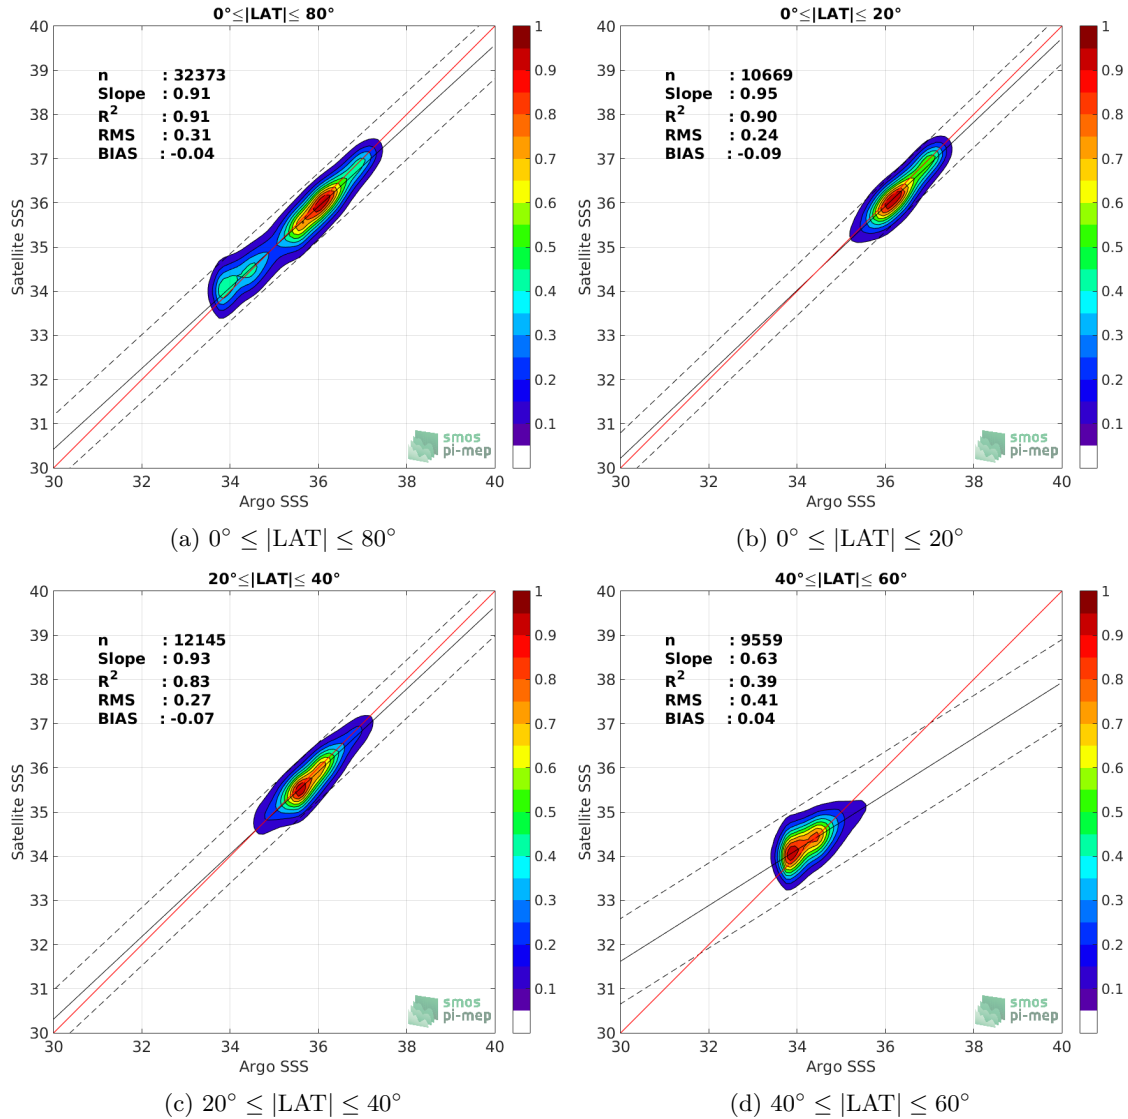 0°≤|LAT|≤ 80°
n : 32373
Slope : 0.91
R² : 0.91
RMS : 0.31
BIAS : -0.04
Satellite SSS
40
39
38
37
36
35
34
33
32
31
30
30 32 34 36 38 40
Argo SSS
1
0.9
0.8
0.7
0.6
0.5
0.4
0.3
0.2
0.1
smos
pi-mep
(a) 0° ≤ |LAT| ≤ 80°
0°≤|LAT|≤ 20°
n : 10669
Slope : 0.95
R² : 0.90
RMS : 0.24
BIAS : -0.09
Satellite SSS
40
39
38
37
36
35
34
33
32
31
30
30 32 34 36 38 40
Argo SSS
1
0.9
0.8
0.7
0.6
0.5
0.4
0.3
0.2
0.1
smos
pi-mep
(b) 0° ≤ |LAT| ≤ 20°
20°≤|LAT|≤ 40°
n : 12145
Slope : 0.93
R² : 0.83
RMS : 0.27
BIAS : -0.07
Satellite SSS
40
39
38
37
36
35
34
33
32
31
30
30 32 34 36 38 40
Argo SSS
1
0.9
0.8
0.7
0.6
0.5
0.4
0.3
0.2
0.1
smos
pi-mep
(c) 20° ≤ |LAT| ≤ 40°
40°≤|LAT|≤ 60°
n : 9559
Slope : 0.63
R² : 0.39
RMS : 0.41
BIAS : 0.04
Satellite SSS
40
39
38
37
36
35
34
33
32
31
30
30 32 34 36 38 40
Argo SSS
1
0.9
0.8
0.7
0.6
0.5
0.4
0.3
0.2
0.1
smos
pi-mep
(d) 40° ≤ |LAT| ≤ 60°